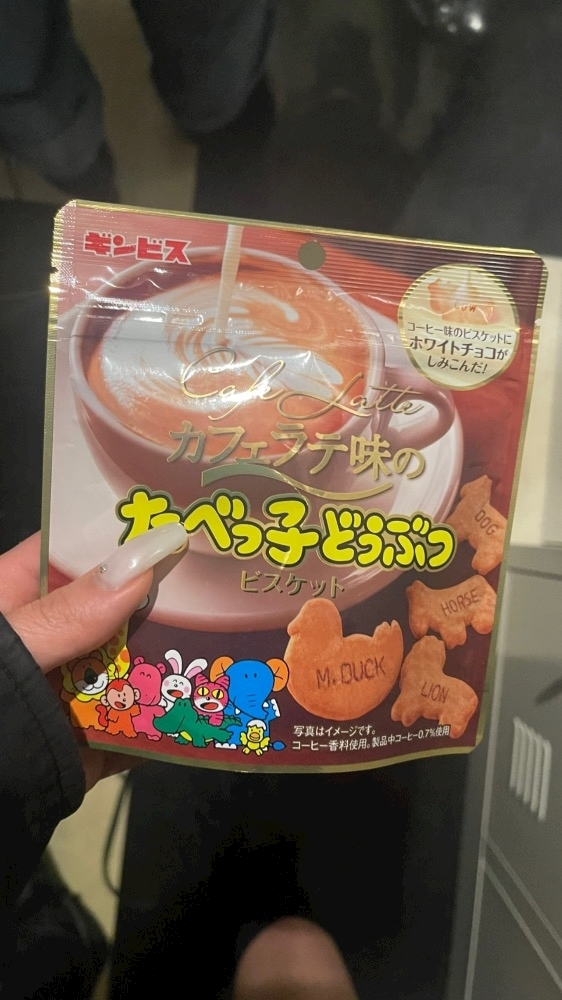 ギンビス
COW
コーヒー味のビスケットに
ホワイトチョコが
しみこんだ!
Cafe Latte
カフェラテ味の
たべっ子どうぶつ
ビスケット
DOG
HORSE
M.DUCK
LION
写真はイメージです。
コーヒー香料使用。製品中コーヒー0.7%使用